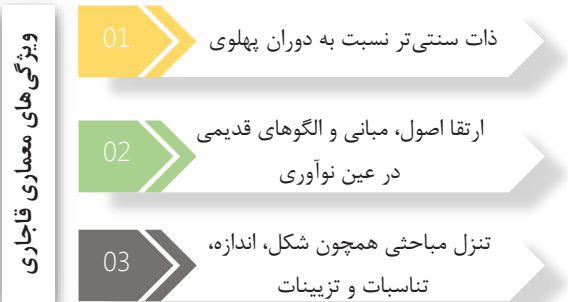 ویژگی‌های معماری قاجاری
01
ذات سنتی‌تر نسبت به دوران پهلوی
02
ارتقا اصول، مبانی و الگوهای قدیمی
در عین نوآوری
03
تنزل مباحثی همچون شکل، اندازه،
تناسبات و تزیینات